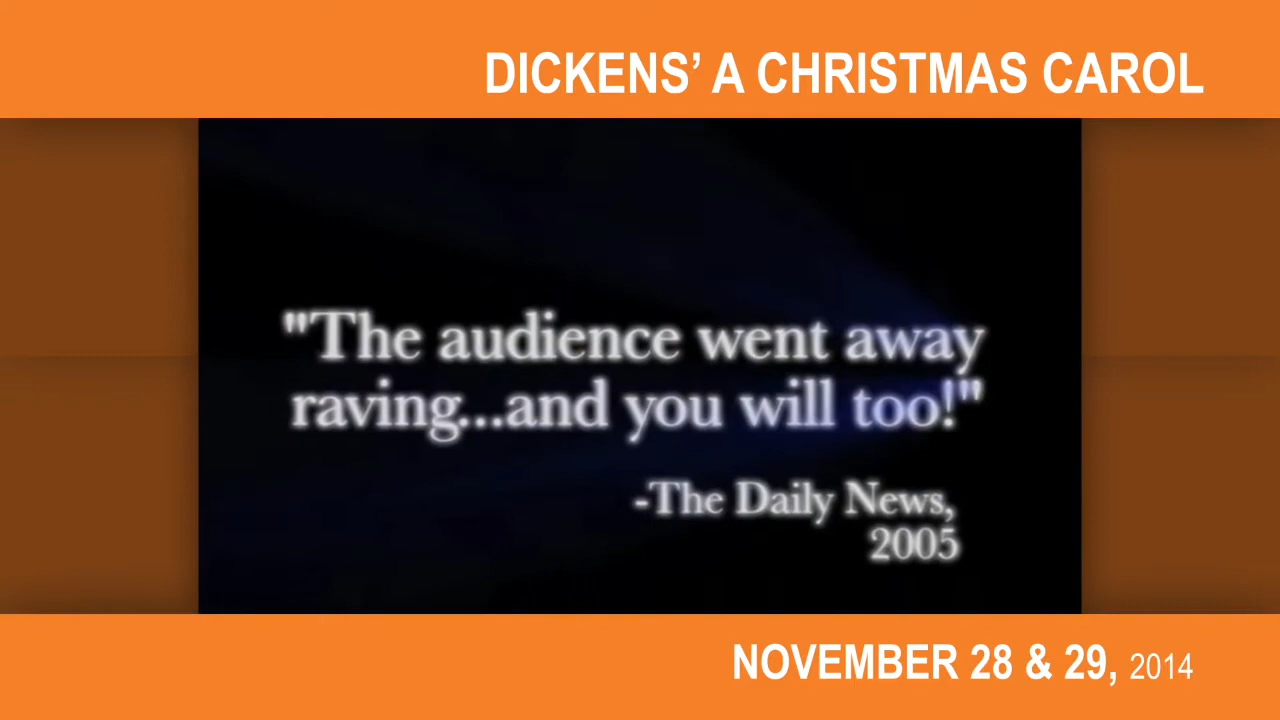 DICKENS’ A CHRISTMAS CAROL
"The audience went away
raving...and you will too!"
-The Daily News,
2005
NOVEMBER 28 & 29, 2014